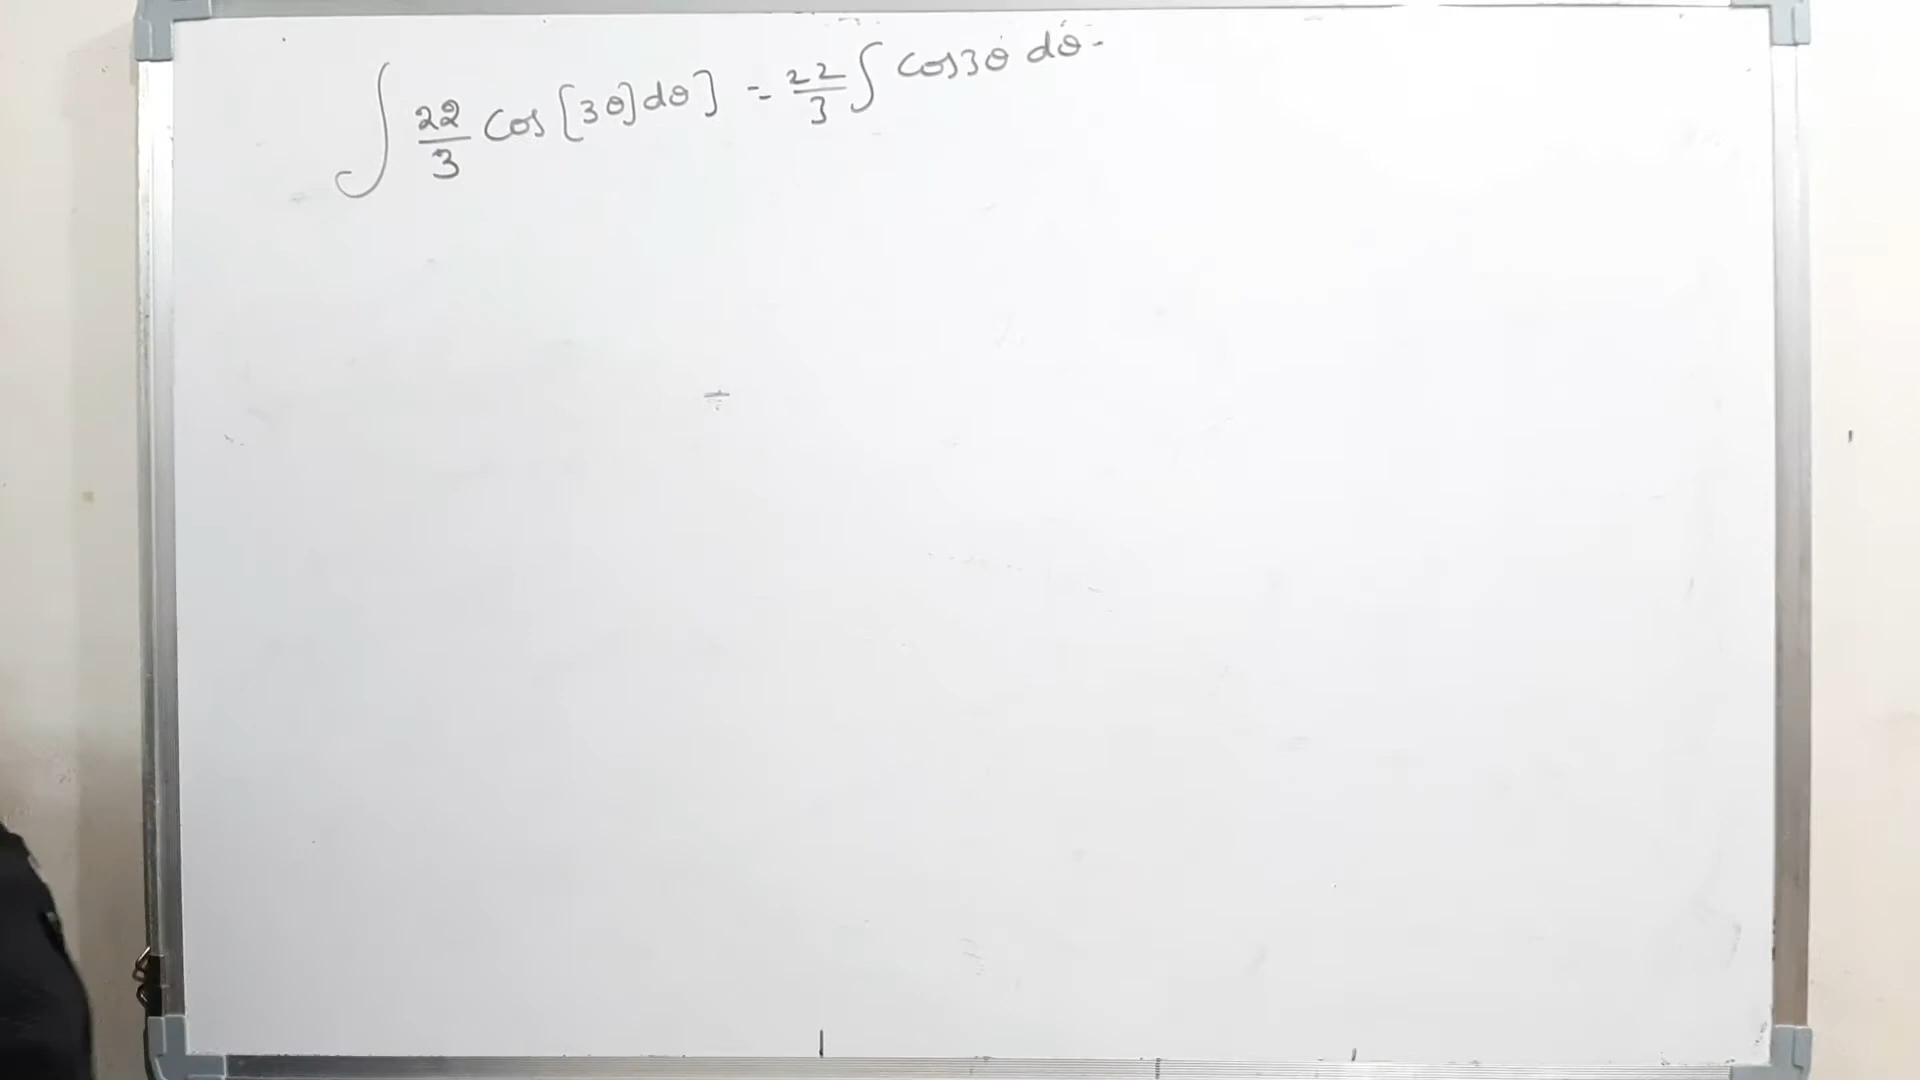 ∫ 22/3 cos [3θ] dθ ] = 22/3 ∫ cos3θ dθ.
÷